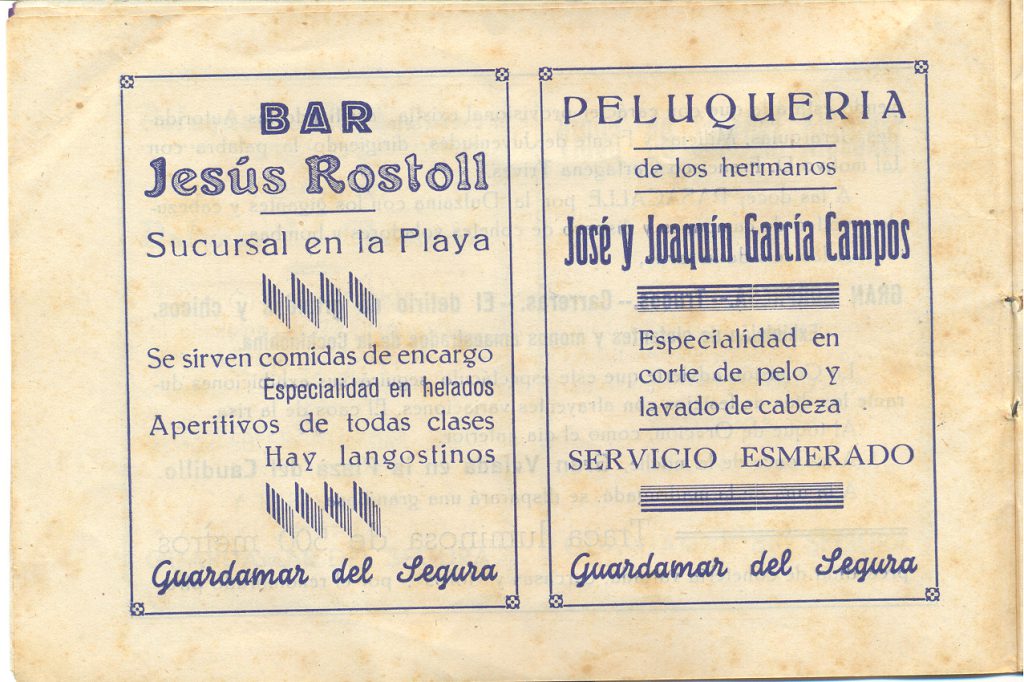 BAR
Jesús Rostoll
Sucursal en la Playa
Se sirven comidas de encargo
Especialidad en helados
Aperitivos de todas clases
Hay langostinos
Guardamar del Segura
PELUQUERIA
de los hermanos
José y Joaquín García Campos
Especialidad en
corte de pelo y
lavado de cabeza
SERVICIO ESMERADO
Guardamar del Segura